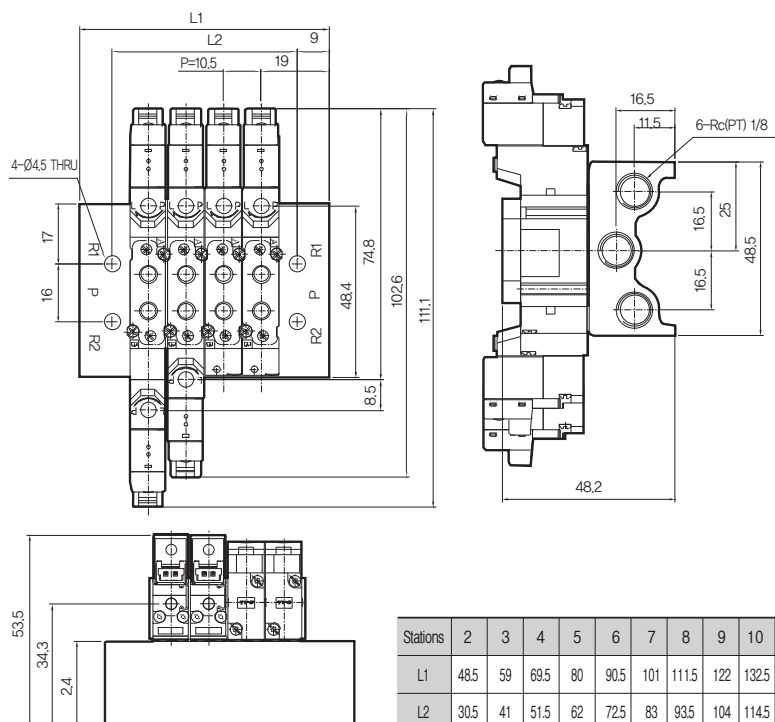 L1
L2
9
P=10.5
19
4-Ø4.5 THRU
17
16
R1
P
R2
R1
P
R2
48.4
74.8
102.6
111.1
8.5
16.5
11.5
6-Rc(PT) 1/8
16.5
25
16.5
48.5
48.2
53.5
34.3
2.4
Stations 2 3 4 5 6 7 8 9 10
L1 48.5 59 69.5 80 90.5 101 111.5 122 132.5
L2 30.5 41 51.5 62 72.5 83 93.5 104 114.5